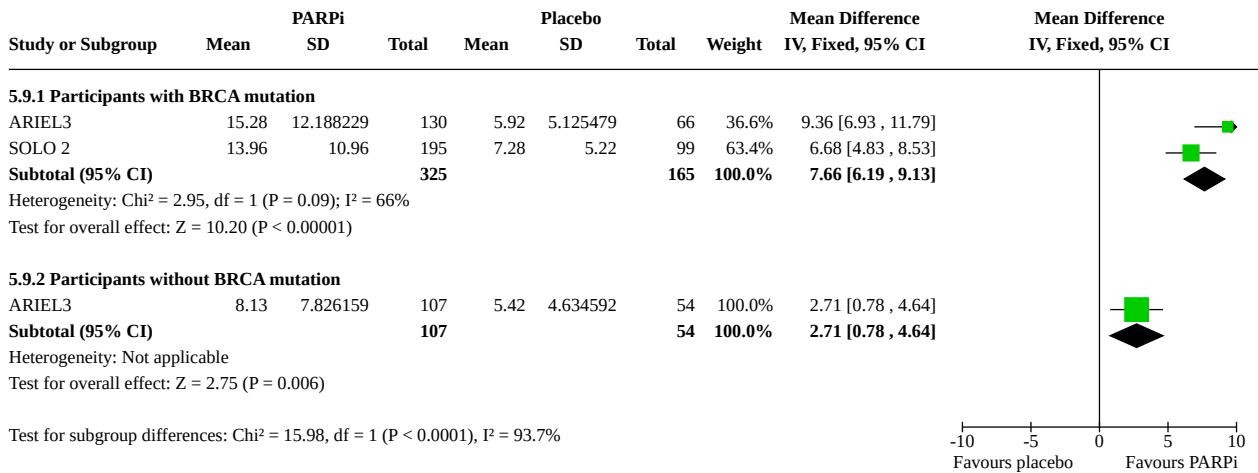 PARPi Placebo Mean Difference Mean Difference
Study or Subgroup Mean SD Total Mean SD Total Weight IV, Fixed, 95% CI IV, Fixed, 95% CI
5.9.1 Participants with BRCA mutation
ARIEL3 15.28 12.188229 130 5.92 5.125479 66 36.6% 9.36 [6.93 , 11.79]
SOLO 2 13.96 10.96 195 7.28 5.22 99 63.4% 6.68 [4.83 , 8.53]
Subtotal (95% CI) 325 165 100.0% 7.66 [6.19 , 9.13]
Heterogeneity: Chi² = 2.95, df = 1 (P = 0.09); I² = 66%
Test for overall effect: Z = 10.20 (P < 0.00001)
5.9.2 Participants without BRCA mutation
ARIEL3 8.13 7.826159 107 5.42 4.634592 54 100.0% 2.71 [0.78 , 4.64]
Subtotal (95% CI) 107 54 100.0% 2.71 [0.78 , 4.64]
Heterogeneity: Not applicable
Test for overall effect: Z = 2.75 (P = 0.006)
Test for subgroup differences: Chi² = 15.98, df = 1 (P < 0.0001), I² = 93.7%
-10 -5 0 5 10
Favours placebo Favours PARPi